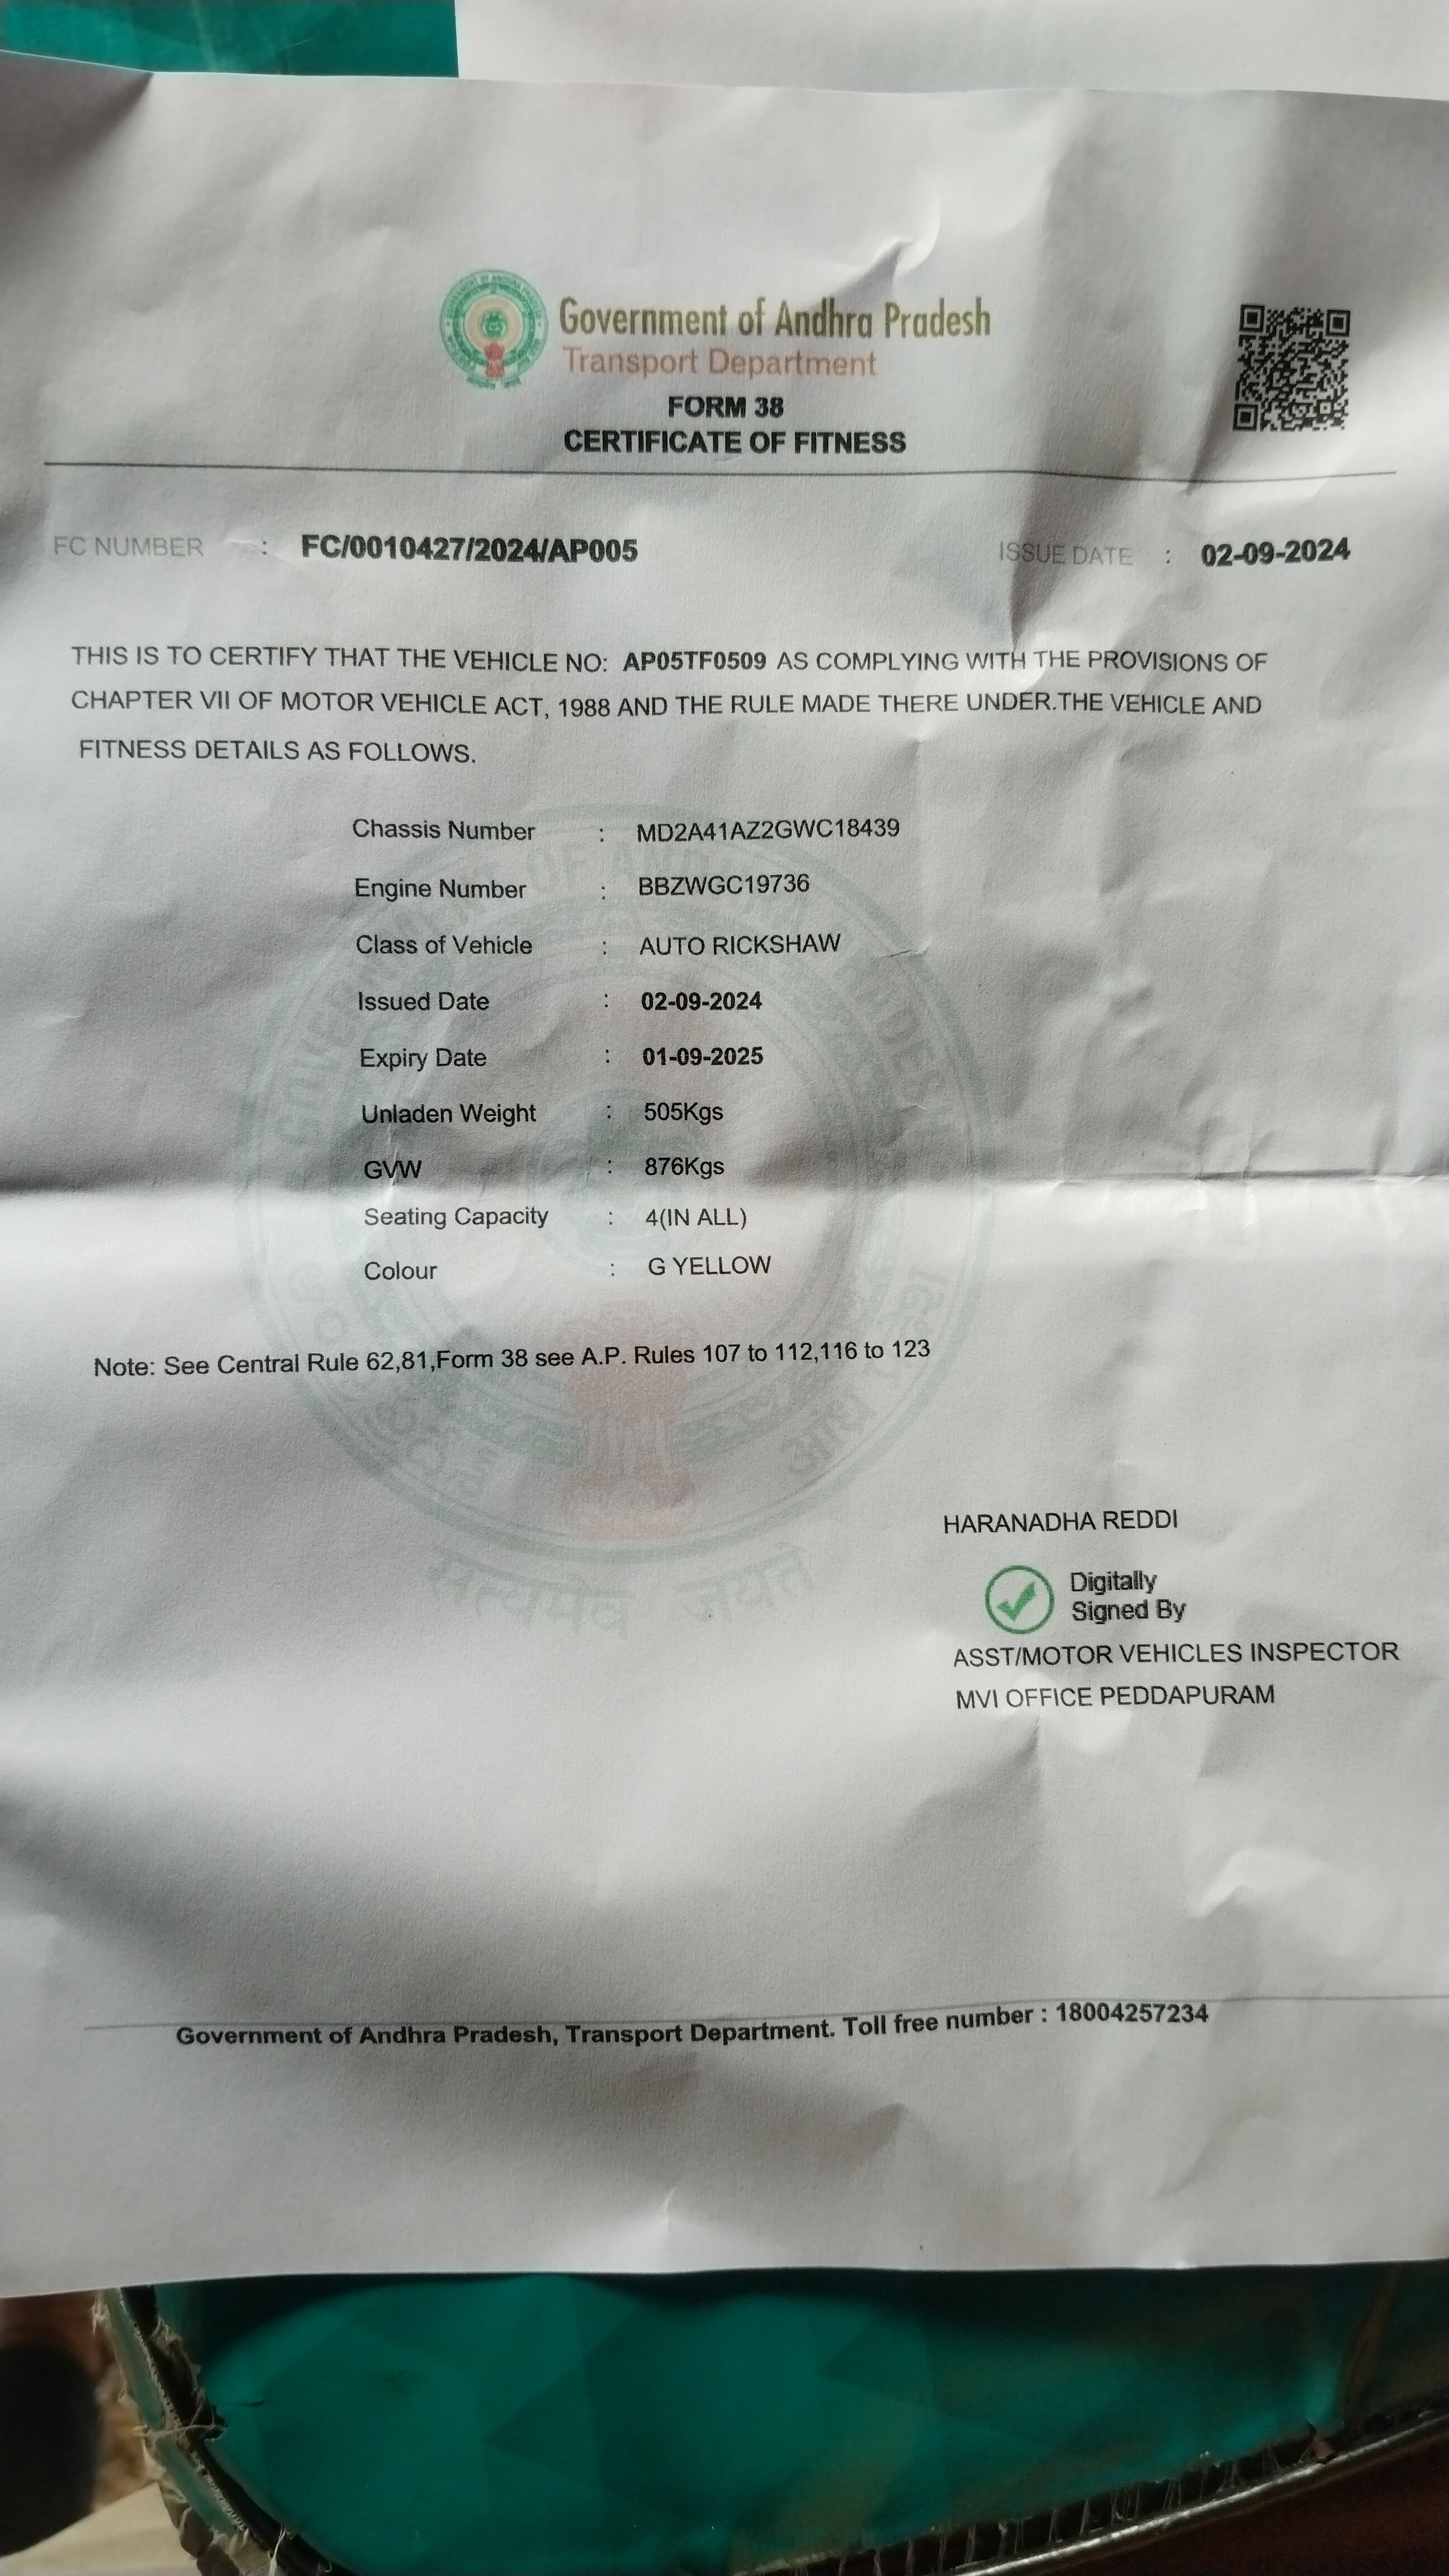 Government of Andhra Pradesh
Transport Department
FORM 38
CERTIFICATE OF FITNESS
FC NUMBER : FC/0010427/2024/AP005 ISSUE DATE : 02-09-2024
THIS IS TO CERTIFY THAT THE VEHICLE NO: AP05TF0509 AS COMPLYING WITH THE PROVISIONS OF
CHAPTER VII OF MOTOR VEHICLE ACT, 1988 AND THE RULE MADE THERE UNDER.THE VEHICLE AND
FITNESS DETAILS AS FOLLOWS.
Chassis Number : MD2A41AZ2GWC18439
Engine Number : BBZWGC19736
Class of Vehicle : AUTO RICKSHAW
Issued Date : 02-09-2024
Expiry Date : 01-09-2025
Unladen Weight : 505Kgs
GVW : 876Kgs
Seating Capacity : 4(IN ALL)
Colour : G YELLOW
Note: See Central Rule 62,81,Form 38 see A.P. Rules 107 to 112,116 to 123
सत्यमेव जयते
HARANADHA REDDI
Digitally
Signed By
ASST/MOTOR VEHICLES INSPECTOR
MVI OFFICE PEDDAPURAM
Government of Andhra Pradesh, Transport Department. Toll free number : 18004257234